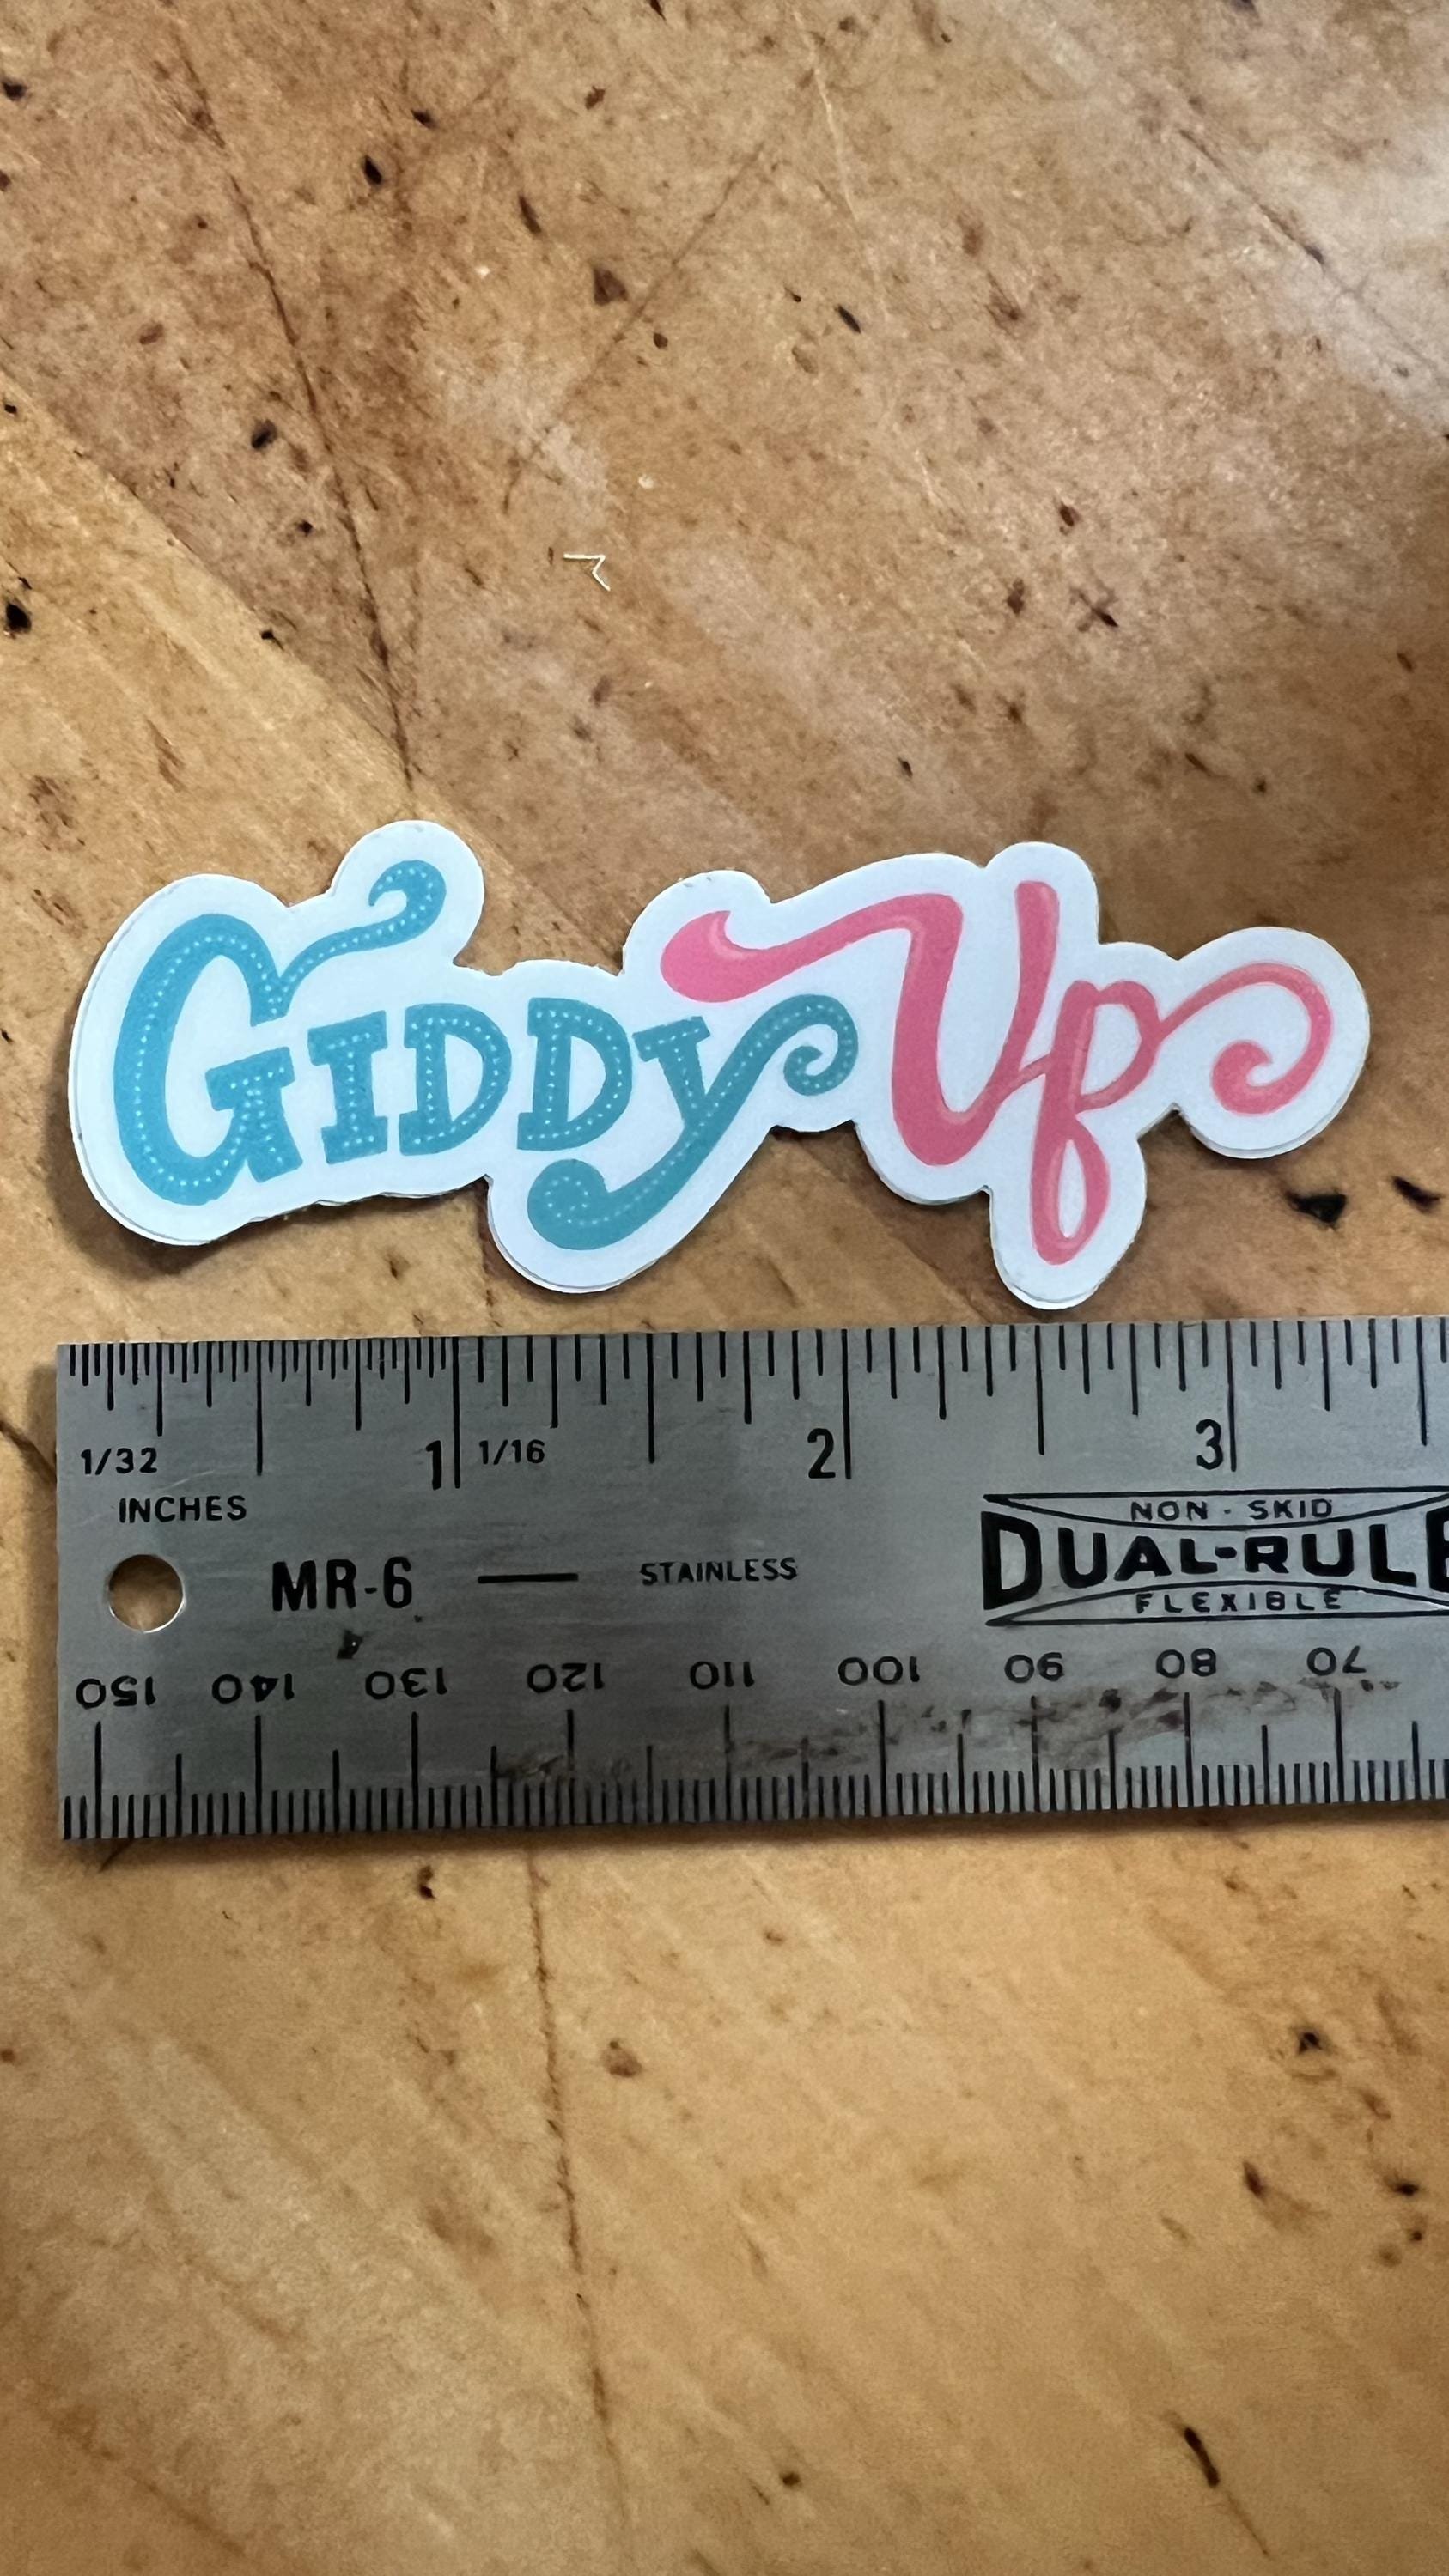 GIDDY Up
1 2 3
1/32 1/16
INCHES
NON - SKID
MR-6 — STAINLESS DUAL-RULE
FLEXIBLE
150 140 130 120 110 100 90 80 70